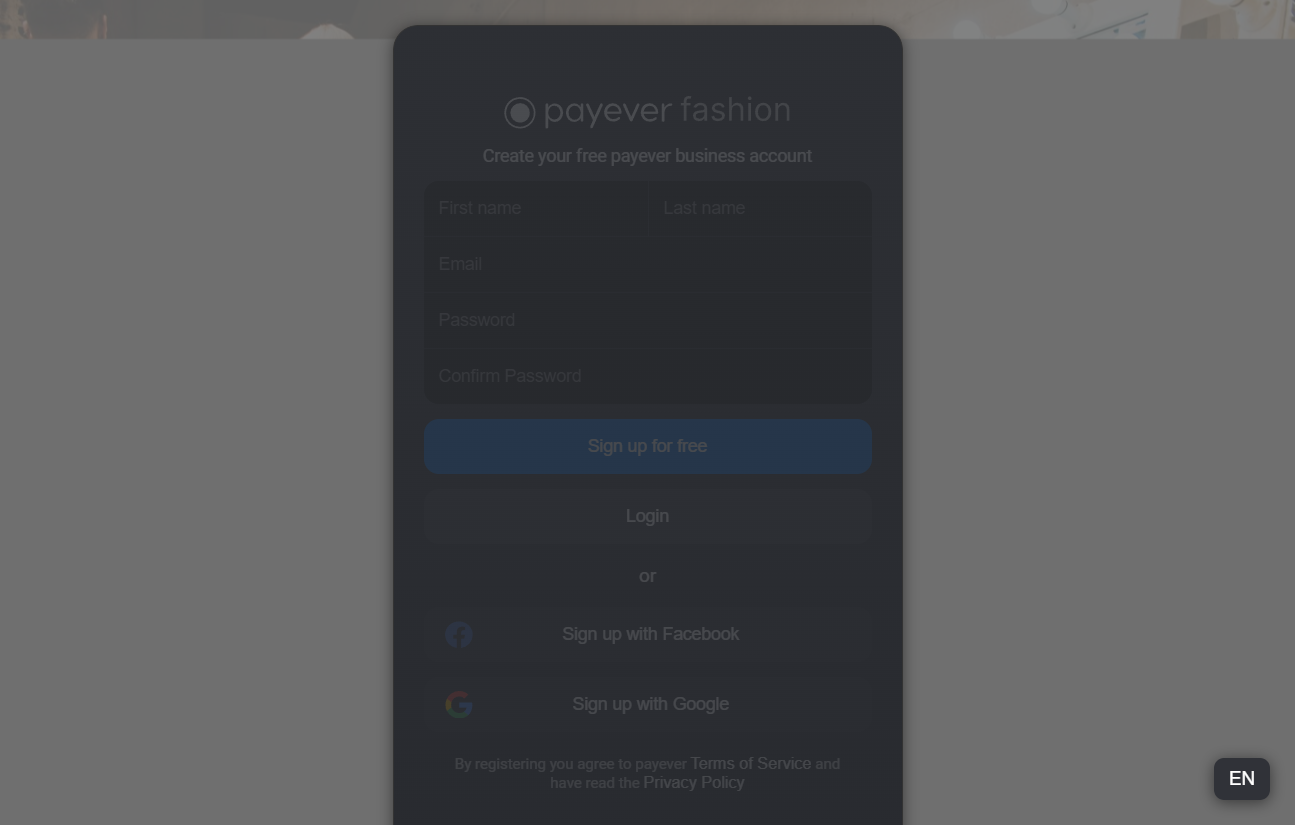 payever fashion
Create your free payever business account
First name
Last name
Email
Password
Confirm Password
Sign up for free
Login
or
Sign up with Facebook
Sign up with Google
By registering you agree to payever Terms of Service and
have read the Privacy Policy
EN